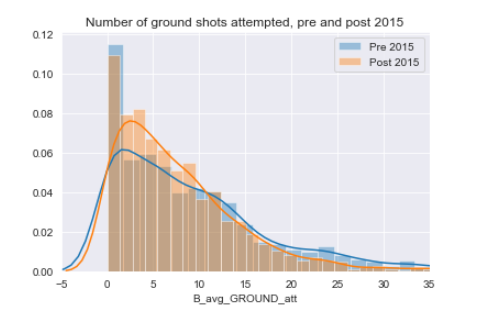 Number of ground shots attempted, pre and post 2015
0.12
0.10
0.08
0.06
0.04
0.02
0.00
Pre 2015
Post 2015
−5 0 5 10 15 20 25 30 35
B_avg_GROUND_att